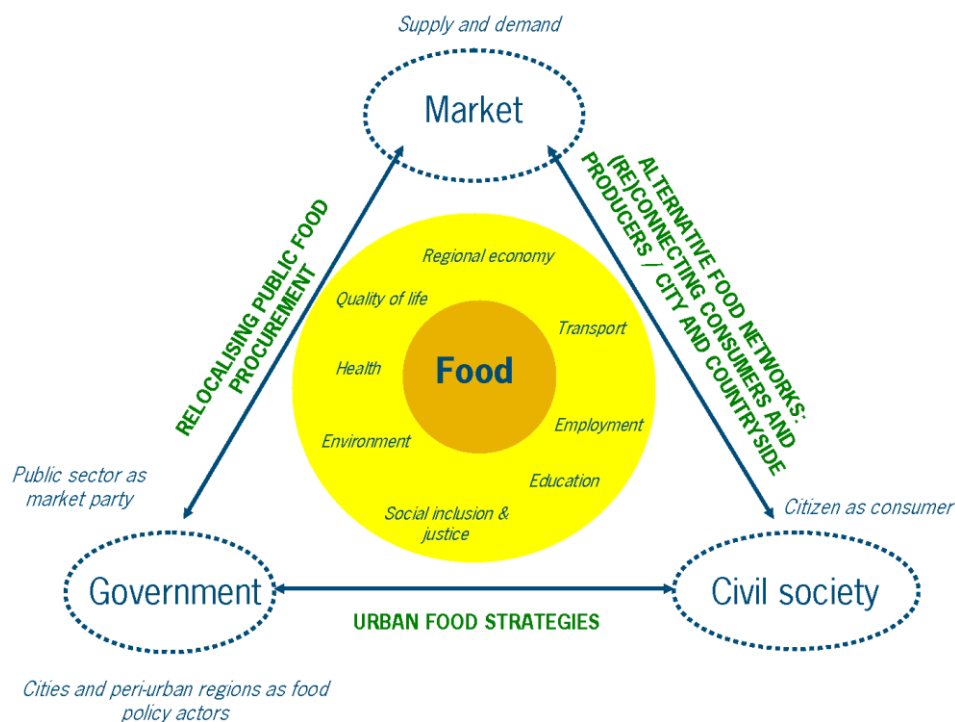 Supply and demand
Market
RELOCALISING PUBLIC FOOD
PROCUREMENT
ALTERNATIVE FOOD NETWORKS:
(RE)CONNECTING CONSUMERS AND
PRODUCERS / CITY AND COUNTRYSIDE
Regional economy
Quality of life
Transport
Health
Food
Employment
Environment
Education
Social inclusion &
justice
Public sector as
market party
Citizen as consumer
Government
Civil society
URBAN FOOD STRATEGIES
Cities and peri-urban regions as food
policy actors